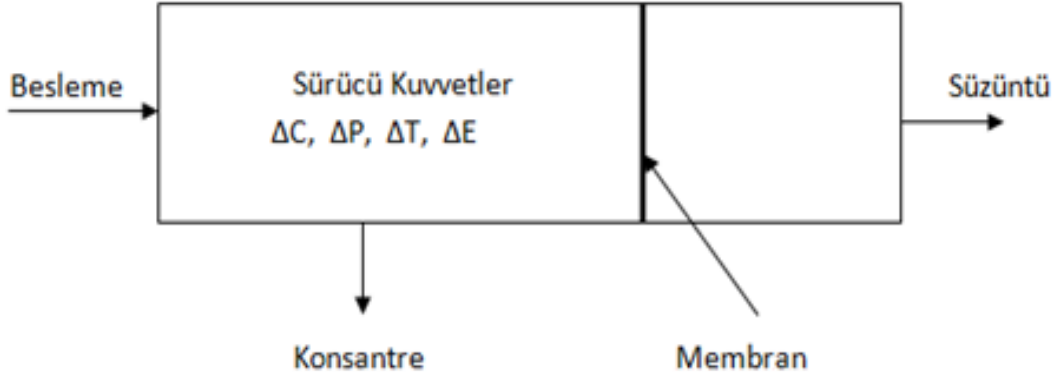 Besleme
Sürücü Kuvvetler
ΔC, ΔP, ΔT, ΔE
Süzüntü
Konsantre
Membran